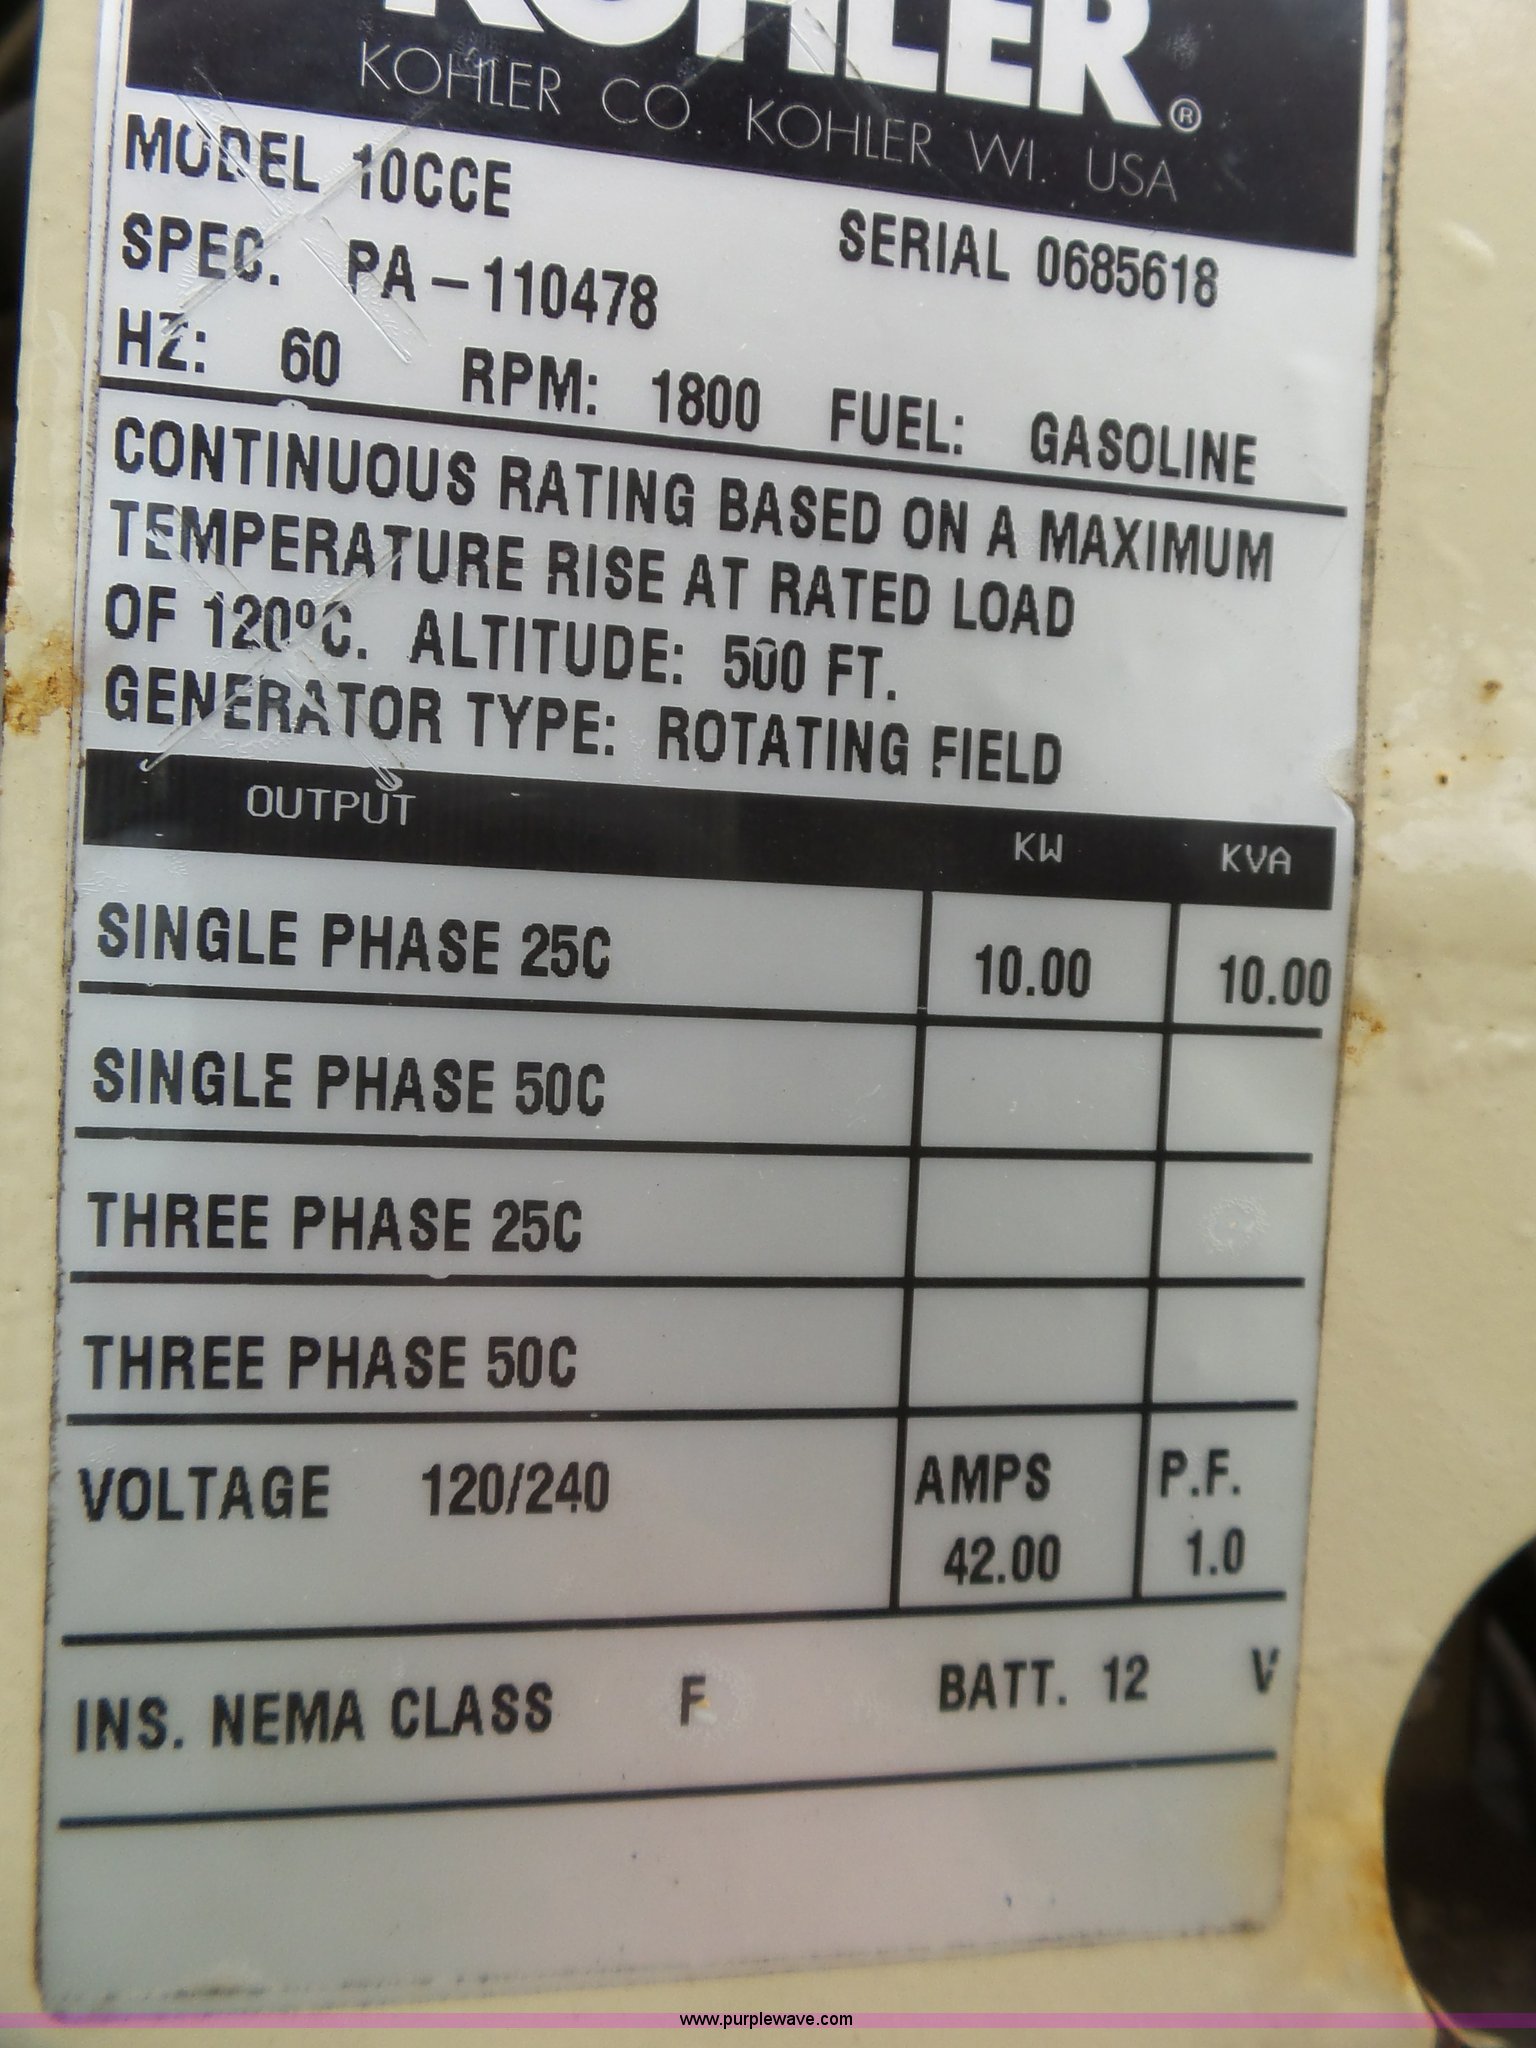 KOHLER®
KOHLER CO. KOHLER WI. USA
MODEL 10CCE SERIAL 0685618
SPEC. PA-110478
HZ: 60 RPM: 1800 FUEL: GASOLINE
CONTINUOUS RATING BASED ON A MAXIMUM
TEMPERATURE RISE AT RATED LOAD
OF 120ºC. ALTITUDE: 500 FT.
GENERATOR TYPE: ROTATING FIELD
OUTPUT KW KVA
SINGLE PHASE 25C 10.00 10.00
SINGLE PHASE 50C
THREE PHASE 25C
THREE PHASE 50C
VOLTAGE 120/240 AMPS P.F.
42.00 1.0
INS. NEMA CLASS F BATT. 12 V
www.purplewave.com